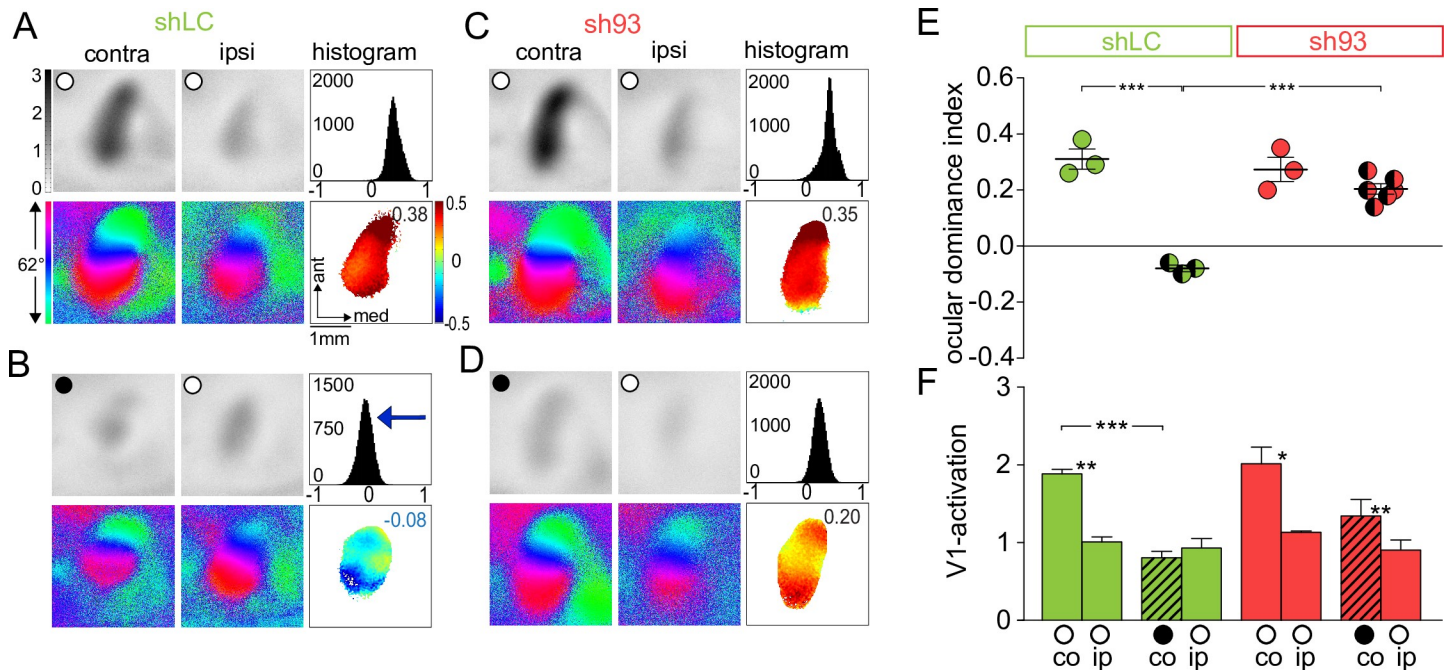 A
shLC
contra
ipsi
histogram
3
2
1
0
2000
1000
0
-1
0
1
62°
0.38
ant
med
1mm
0.5
0
-0.5
B
1500
750
0
-1
0
1
-0.08
C
sh93
contra
ipsi
histogram
2000
1000
0
-1
0
1
0.35
D
2000
1000
0
-1
0
1
0.20
E
shLC
sh93
ocular dominance index
0.6
0.4
0.2
0.0
-0.2
-0.4
***
***
F
V1-activation
3
2
1
0
***
**
*
**
co ip co ip co ip co ip